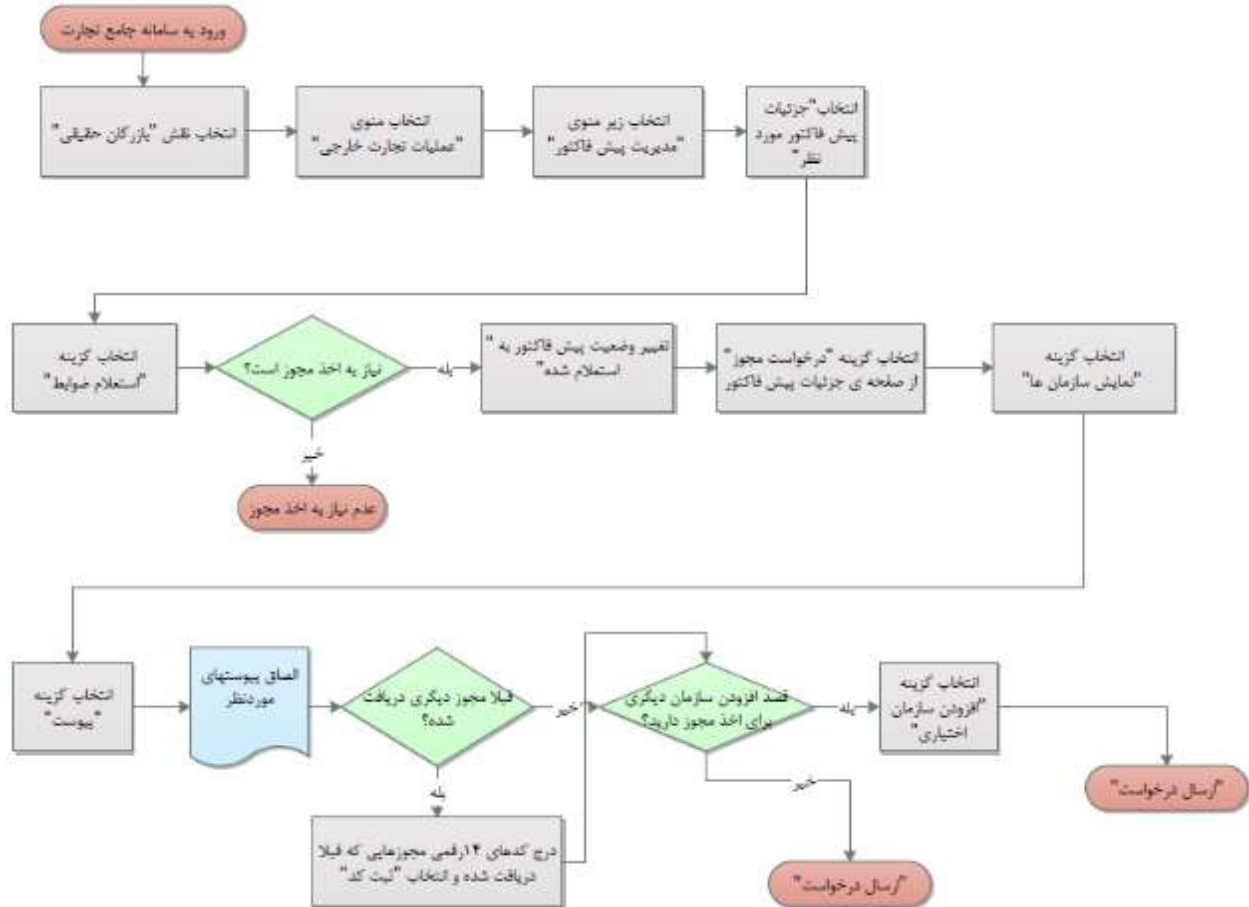 ورود به سامانه جامع تجارت
انتخاب نقش "بازرگان حقیقی"
انتخاب منوی
"عملیات تجارت خارجی"
انتخاب زیر منوی
"مدیریت پیش فاکتور"
انتخاب"جزئیات
پیش فاکتور مورد
نظر"
انتخاب گزینه
"استعلام ضوابط"
نیاز به اخذ مجوز است؟
بله
خیر
عدم نیاز به اخذ مجوز
تغییر وضعیت پیش فاکتور به "
استعلام شده"
انتخاب گزینه "درخواست مجوز"
از صفحه ی جزئیات پیش فاکتور
انتخاب گزینه
"نمایش سازمان ها"
انتخاب گزینه
"پیوست"
الصاق پیوستهای
موردنظر
قبلا مجوز دیگری دریافت
شده؟
خیر
بله
درج کدهای ۱۴رقمی مجوزهایی که قبلا
دریافت شده و انتخاب "ثبت کد"
قصد افزودن سازمان دیگری
برای اخذ مجوز دارید؟
بله
خیر
انتخاب گزینه
"افزودن سازمان
اختیاری"
"ارسال درخواست"
"ارسال درخواست"